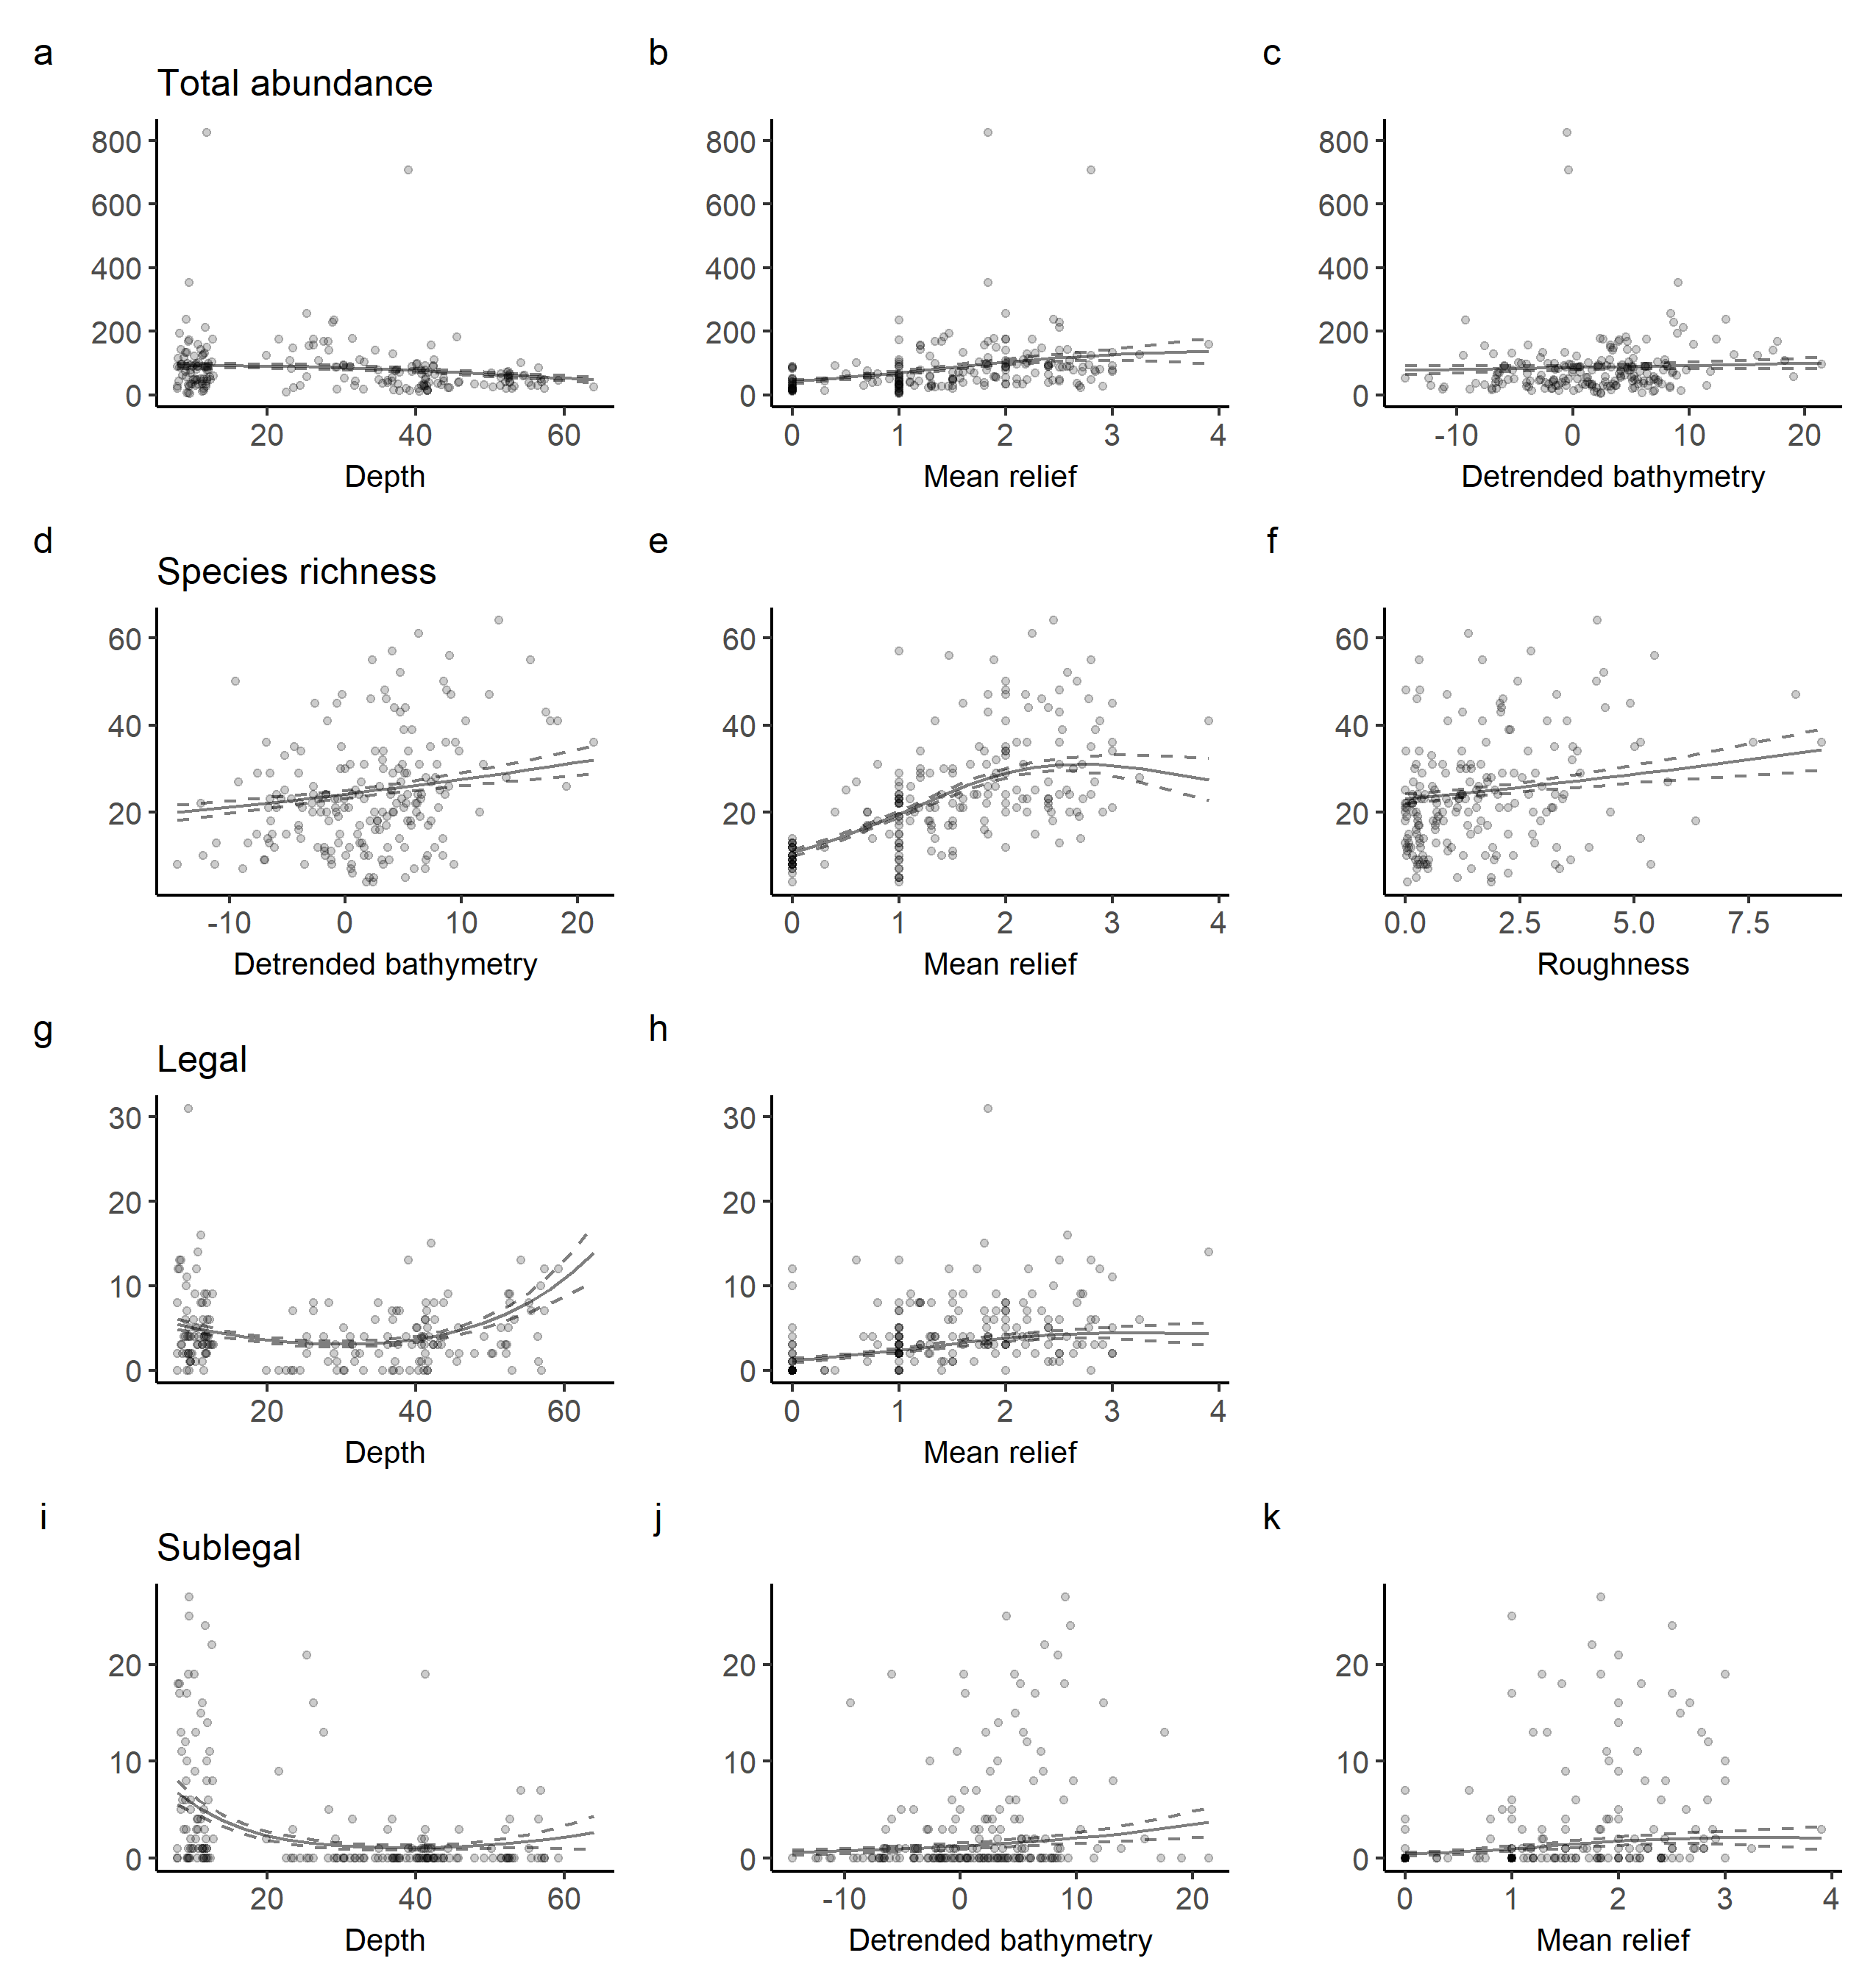 a b c
Total abundance
800 800 800
600 600 600
400 400 400
200 200 200
0 0 0
20 40 60 0 1 2 3 4 -10 0 10 20
Depth Mean relief Detrended bathymetry
d e f
Species richness
60 60 60
40 40 40
20 20 20
-10 0 10 20 0 1 2 3 4 0.0 2.5 5.0 7.5
Detrended bathymetry Mean relief Roughness
g h
Legal
30 30
20 20
10 10
0 0
20 40 60 0 1 2 3 4
Depth Mean relief
i j k
Sublegal
20 20 20
10 10 10
0 0 0
20 40 60 -10 0 10 20 0 1 2 3 4
Depth Detrended bathymetry Mean relief